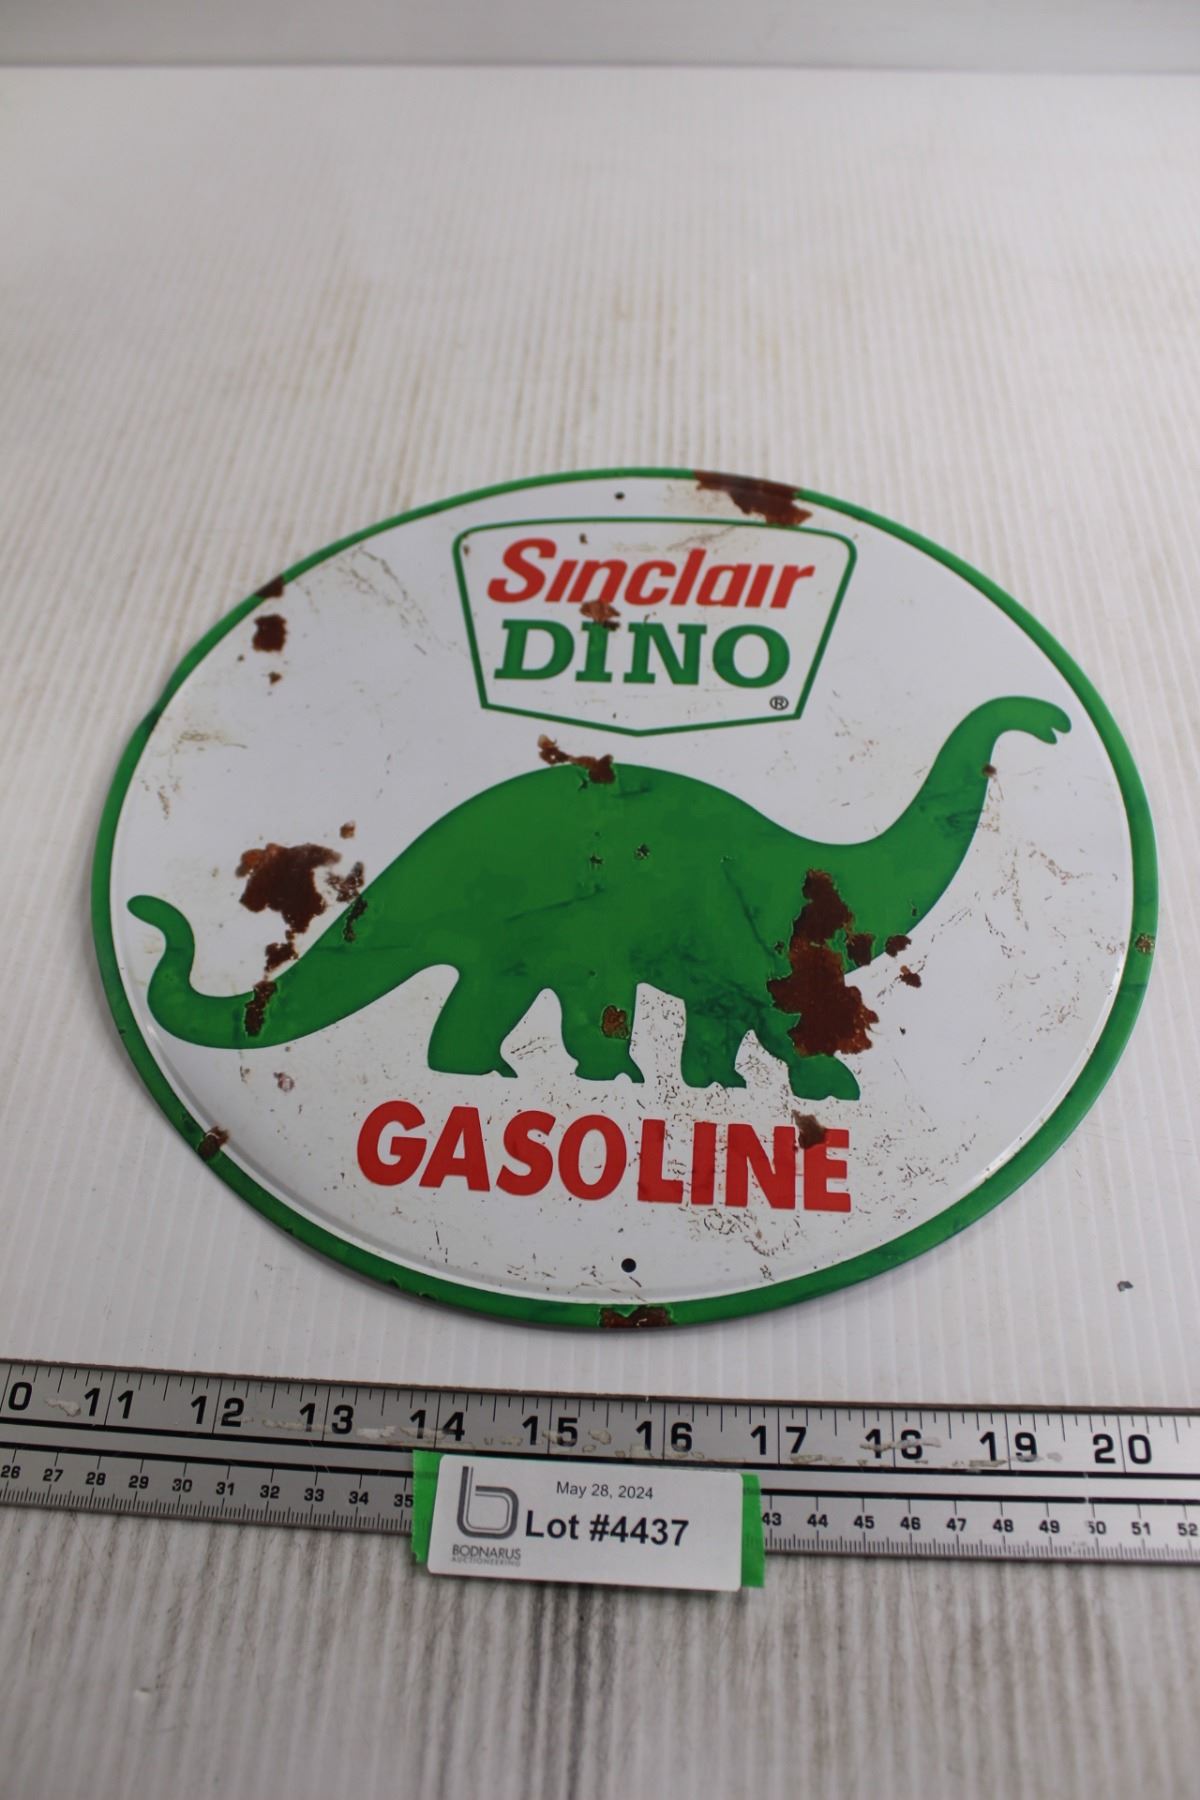 Sinclair
DINO
®
GASOLINE
0 11 12 13 14 15 16 17 18 19 20
26 27 28 29 30 31 32 33 34 35 43 44 45 46 47 48 49 50 51 52
May 28, 2024
Lot #4437
BODNARUS
AUCTIONEERING